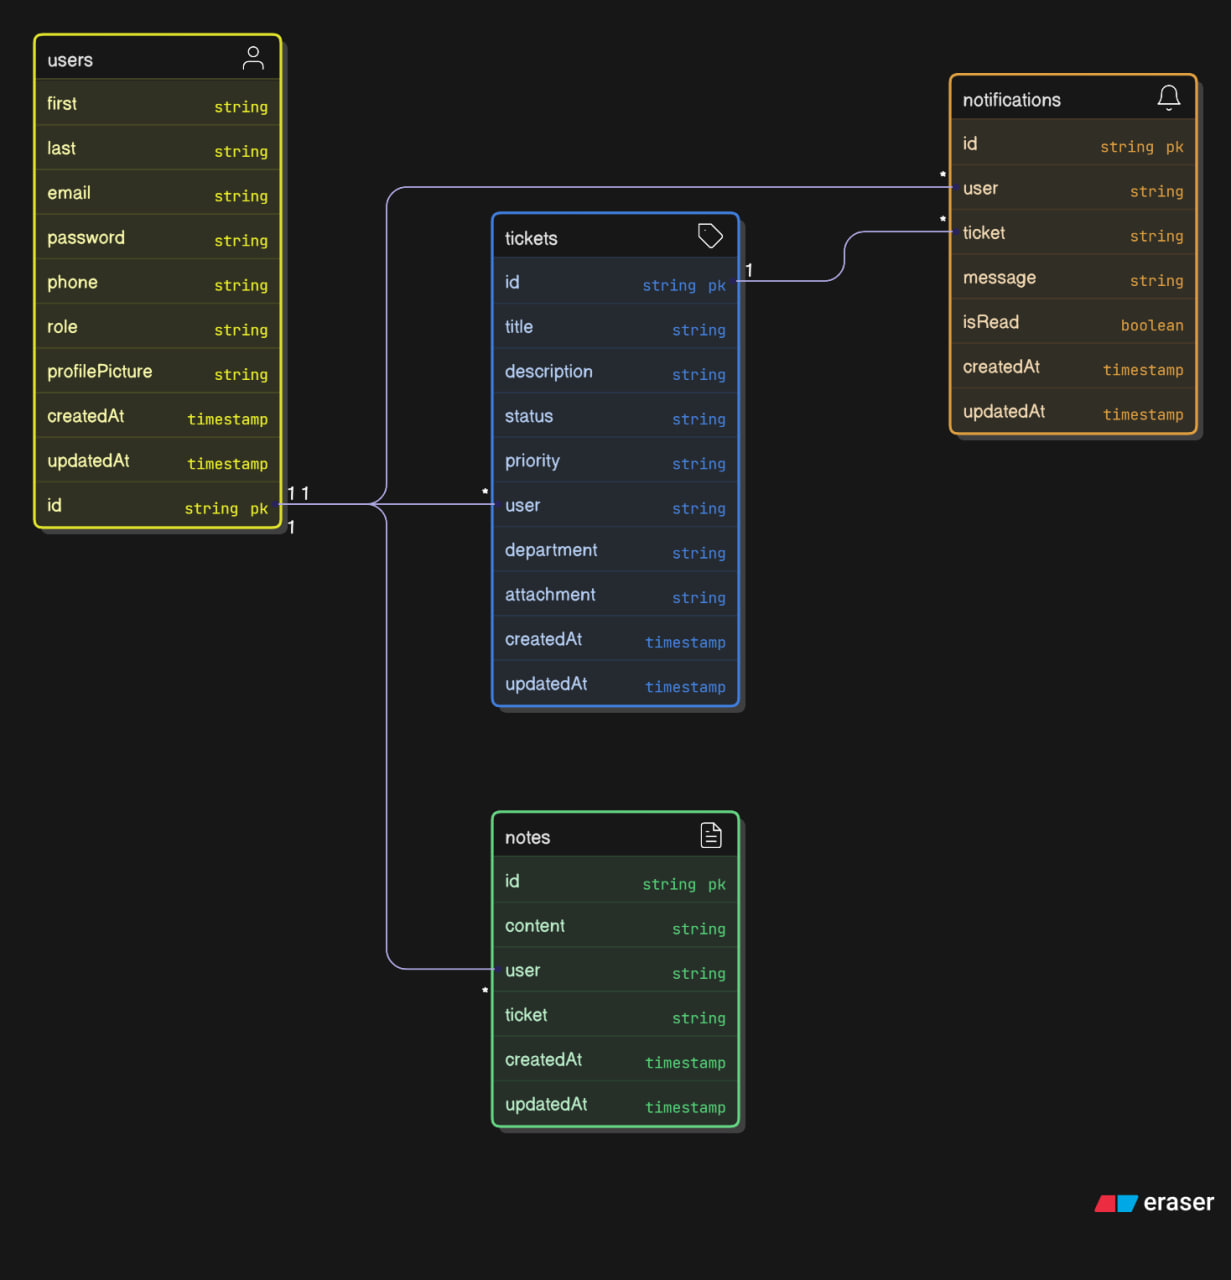 users
first string
last string
email string
password string
phone string
role string
profilePicture string
createdAt timestamp
updatedAt timestamp
id string pk
1 1
1
*
tickets
id string pk
1
title string
description string
status string
priority string
user string
department string
attachment string
createdAt timestamp
updatedAt timestamp
notifications
id string pk
*
user string
*
ticket string
message string
isRead boolean
createdAt timestamp
updatedAt timestamp
notes
id string pk
content string
user string
*
ticket string
createdAt timestamp
updatedAt timestamp
eraser